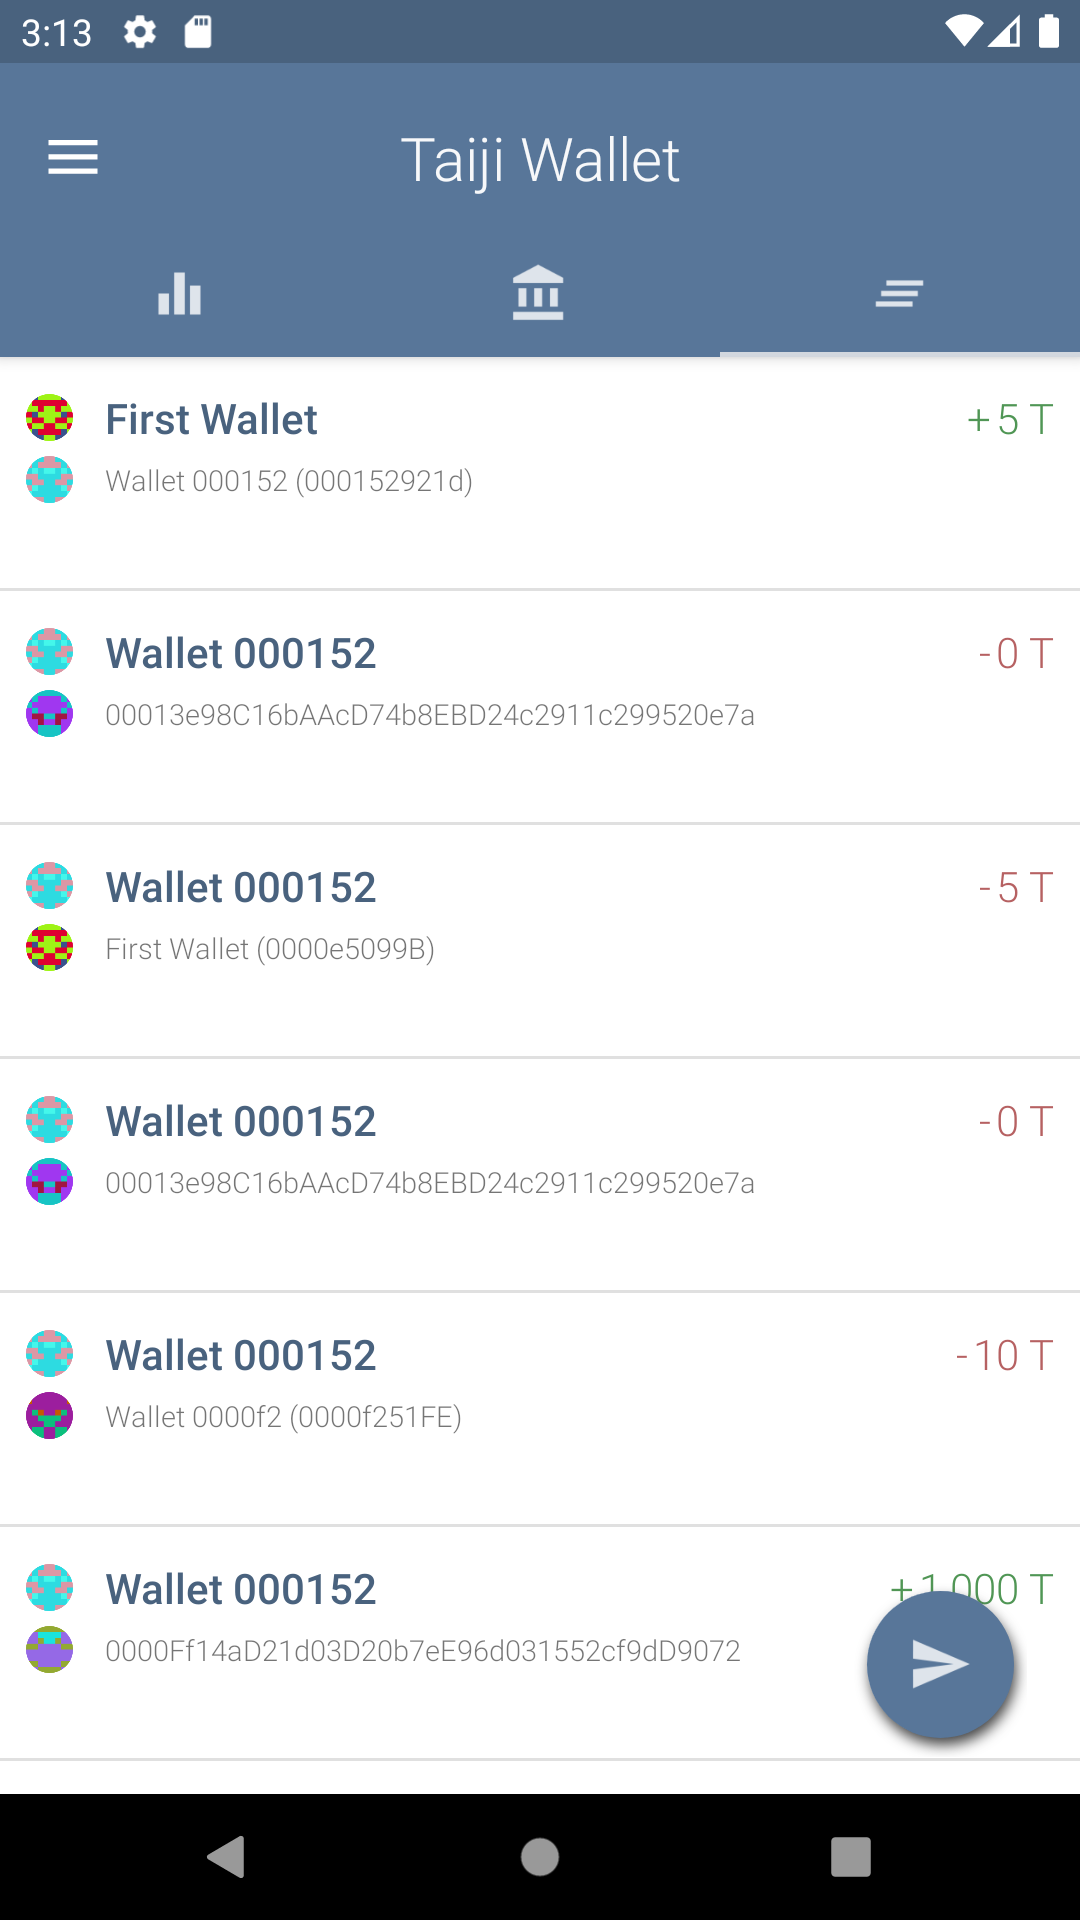 3:13
Taiji Wallet
First Wallet
+5 T
Wallet 000152 (000152921d)
Wallet 000152
-0 T
00013e98C16bAAcD74b8EBD24c2911c299520e7a
Wallet 000152
-5 T
First Wallet (0000e5099B)
Wallet 000152
-0 T
00013e98C16bAAcD74b8EBD24c2911c299520e7a
Wallet 000152
-10 T
Wallet 0000f2 (0000f251FE)
Wallet 000152
+1,000 T
0000Ff14aD21d03D20b7eE96d031552cf9dD9072